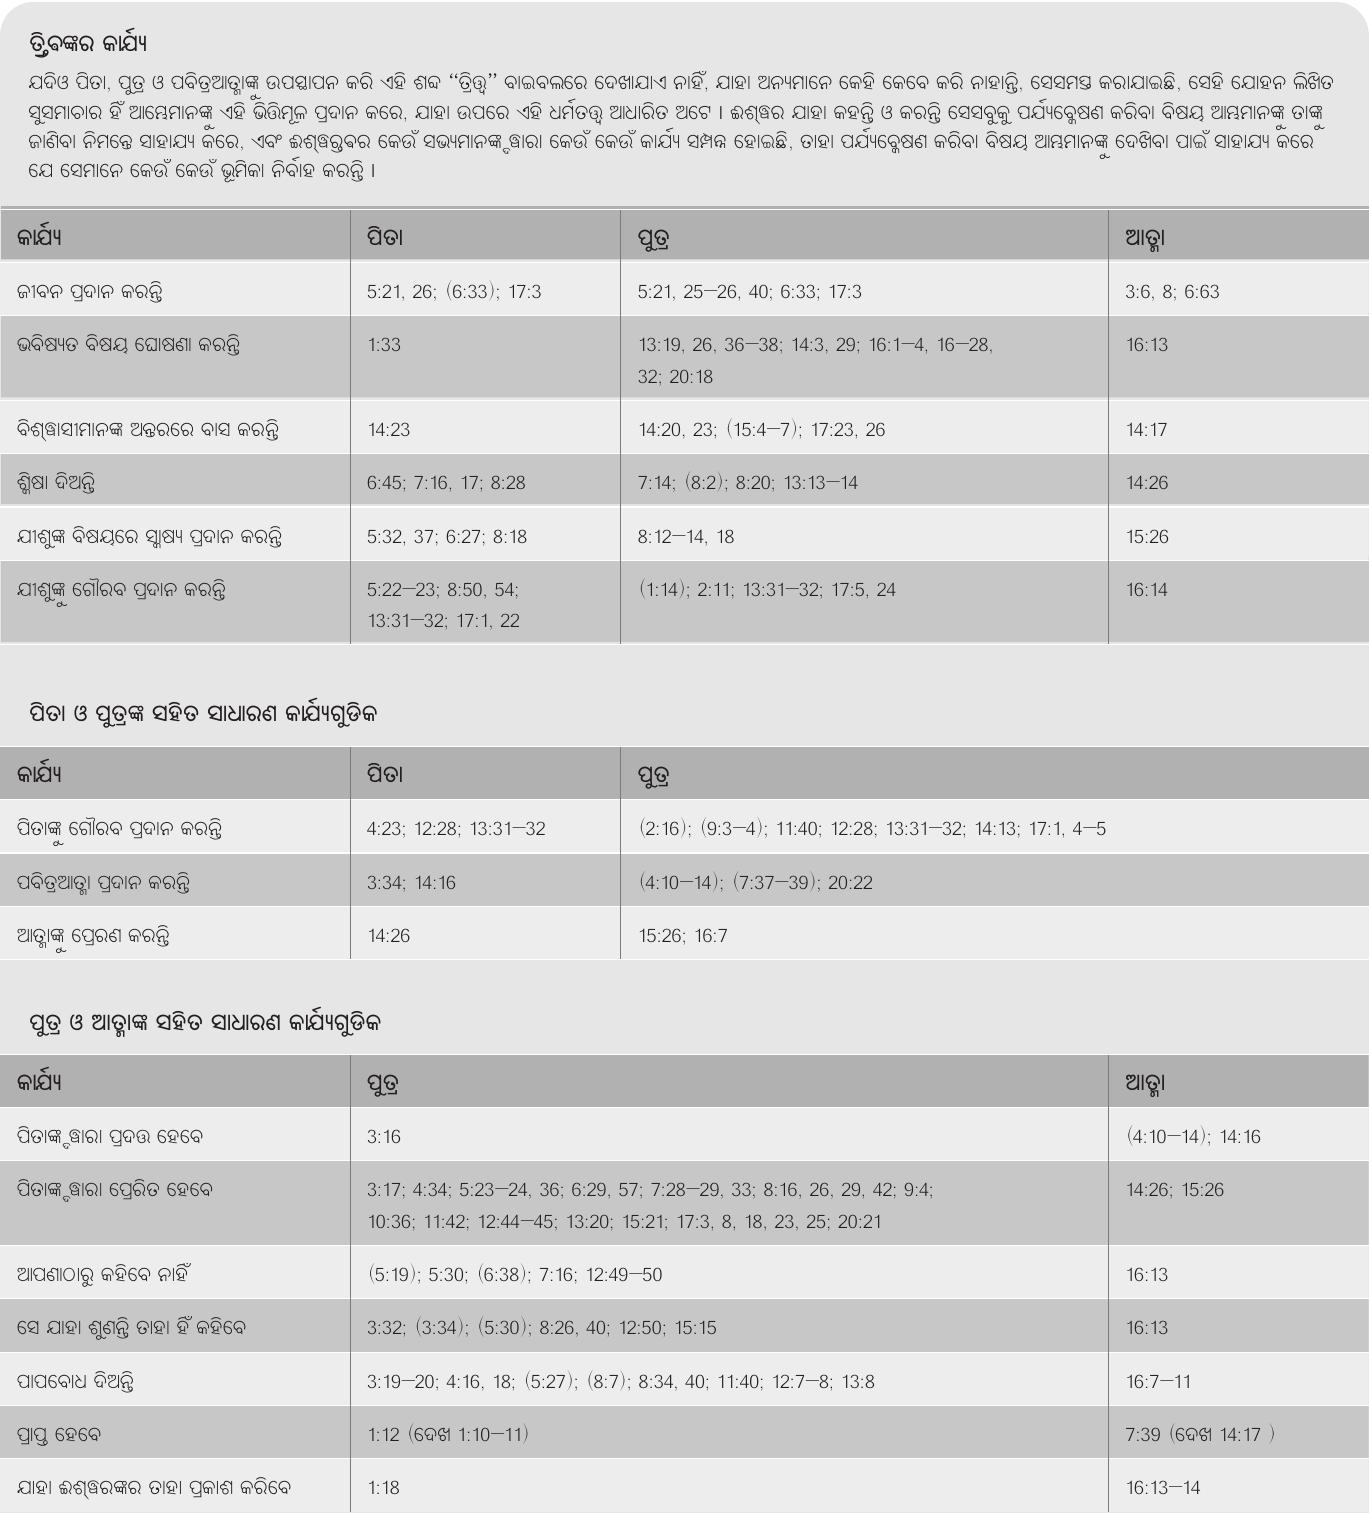 ତ୍ରିତ୍ଵଙ୍କର କାର୍ଯ୍ୟ
ଯଦିଓ ପିତା, ପୁତ୍ର ଓ ପବିତ୍ରଆତ୍ମାଙ୍କୁ ଉପସ୍ଥାପନ କରି ଏହି ଶବ୍ଦ “ତ୍ରିତ୍ତ୍ୱ” ବାଇବଲରେ ଦେଖାଯାଏ ନାହିଁ, ଯାହା ଅନ୍ୟମାନେ କେହି କେବେ କରି ନାହାନ୍ତି, ସେସମସ୍ତ କରାଯାଇଛି, ସେହି ଯୋହନ ଲିଖିତ
ସୁସମାଚାର ହିଁ ଆମ୍ଭେମାନଙ୍କୁ ଏହି ଭିତ୍ତିମୂଳ ପ୍ରଦାନ କରେ, ଯାହା ଉପରେ ଏହି ଧର୍ମତତ୍ତ୍ୱ ଆଧାରିତ ଅଟେ । ଈଶ୍ୱର ଯାହା କହନ୍ତି ଓ କରନ୍ତି ସେସବୁକୁ ପର୍ଯ୍ୟବେକ୍ଷଣ କରିବା ବିଷୟ ଆମ୍ଭମାନଙ୍କୁ ତାଙ୍କୁ
ଜାଣିବା ନିମନ୍ତେ ସାହାଯ୍ୟ କରେ, ଏବଂ ଈଶ୍ୱରତ୍ଵର କେଉଁ ସଭ୍ୟମାନଙ୍କଦ୍ୱାରା କେଉଁ କେଉଁ କାର୍ଯ୍ୟ ସମ୍ପନ୍ନ ହୋଇଛି, ତାହା ପର୍ଯ୍ୟବେକ୍ଷଣ କରିବା ବିଷୟ ଆମ୍ଭମାନଙ୍କୁ ଦେଖିବା ପାଇଁ ସାହାଯ୍ୟ କରେ
ଯେ ସେମାନେ କେଉଁ କେଉଁ ଭୂମିକା ନିର୍ବାହ କରନ୍ତି ।
କାର୍ଯ୍ୟ ପିତା ପୁତ୍ର ଆତ୍ମା
ଜୀବନ ପ୍ରଦାନ କରନ୍ତି 5:21, 26; (6:33); 17:3 5:21, 25—26, 40; 6:33; 17:3 3:6, 8; 6:63
ଭବିଷ୍ୟତ ବିଷୟ ଘୋଷଣା କରନ୍ତି 1:33 13:19, 26, 36—38; 14:3, 29; 16:1—4, 16—28,
32; 20:18 16:13
ବିଶ୍ୱାସୀମାନଙ୍କ ଅନ୍ତରରେ ବାସ କରନ୍ତି 14:23 14:20, 23; (15:4—7); 17:23, 26 14:17
ଶିକ୍ଷା ଦିଅନ୍ତି 6:45; 7:16, 17; 8:28 7:14; (8:2); 8:20; 13:13—14 14:26
ଯୀଶୁଙ୍କ ବିଷୟରେ ସାକ୍ଷ୍ୟ ପ୍ରଦାନ କରନ୍ତି 5:32, 37; 6:27; 8:18 8:12—14, 18 15:26
ଯୀଶୁଙ୍କୁ ଗୌରବ ପ୍ରଦାନ କରନ୍ତି 5:22—23; 8:50, 54; (1:14); 2:11; 13:31—32; 17:5, 24 16:14
13:31—32; 17:1, 22
ପିତା ଓ ପୁତ୍ରଙ୍କ ସହିତ ସାଧାରଣ କାର୍ଯ୍ୟଗୁଡିକ
କାର୍ଯ୍ୟ ପିତା ପୁତ୍ର
ପିତାଙ୍କୁ ଗୌରବ ପ୍ରଦାନ କରନ୍ତି 4:23; 12:28; 13:31—32 (2:16); (9:3—4); 11:40; 12:28; 13:31—32; 14:13; 17:1, 4—5
ପବିତ୍ରଆତ୍ମା ପ୍ରଦାନ କରନ୍ତି 3:34; 14:16 (4:10—14); (7:37—39); 20:22
ଆତ୍ମାଙ୍କୁ ପ୍ରେରଣ କରନ୍ତି 14:26 15:26; 16:7
ପୁତ୍ର ଓ ଆତ୍ମାଙ୍କ ସହିତ ସାଧାରଣ କାର୍ଯ୍ୟଗୁଡିକ
କାର୍ଯ୍ୟ ପୁତ୍ର ଆତ୍ମା
ପିତାଙ୍କଦ୍ୱାରା ପ୍ରଦତ୍ତ ହେବେ 3:16 (4:10—14); 14:16
ପିତାଙ୍କଦ୍ୱାରା ପ୍ରେରିତ ହେବେ 3:17; 4:34; 5:23—24, 36; 6:29, 57; 7:28—29, 33; 8:16, 26, 29, 42; 9:4; 14:26; 15:26
10:36; 11:42; 12:44—45; 13:20; 15:21; 17:3, 8, 18, 23, 25; 20:21
ଆପଣାଠାରୁ କହିବେ ନାହିଁ (5:19); 5:30; (6:38); 7:16; 12:49—50 16:13
ସେ ଯାହା ଶୁଣନ୍ତି ତାହା ହିଁ କହିବେ 3:32; (3:34); (5:30); 8:26, 40; 12:50; 15:15 16:13
ପାପବୋଧ ଦିଅନ୍ତି 3:19—20; 4:16, 18; (5:27); (8:7); 8:34, 40; 11:40; 12:7—8; 13:8 16:7—11
ପ୍ରାପ୍ତ ହେବେ 1:12 (ଦେଖ 1:10—11) 7:39 (ଦେଖ 14:17 )
ଯାହା ଈଶ୍ୱରଙ୍କର ତାହା ପ୍ରକାଶ କରିବେ 1:18 16:13—14